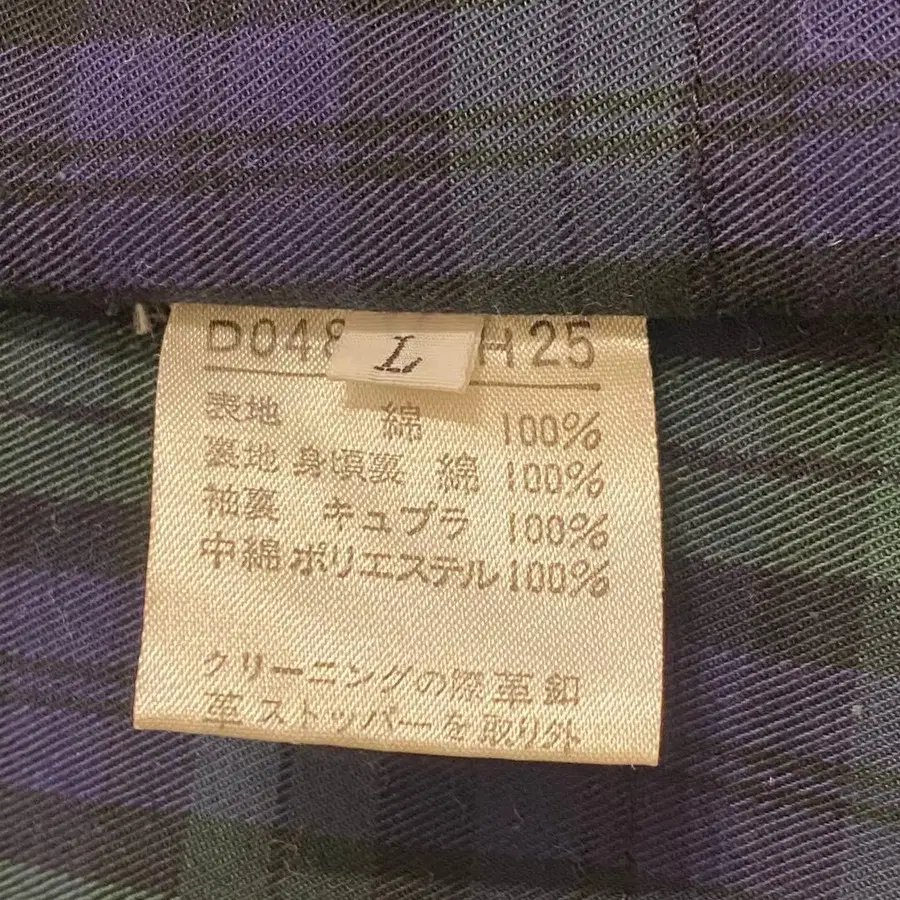 D048 H25
L
表地 綿 100%
裏地 身頃裏 綿 100%
袖裏 キュプラ 100%
中綿 ポリエステル 100%
クリーニングの際革釦
革ストッパーを取り外